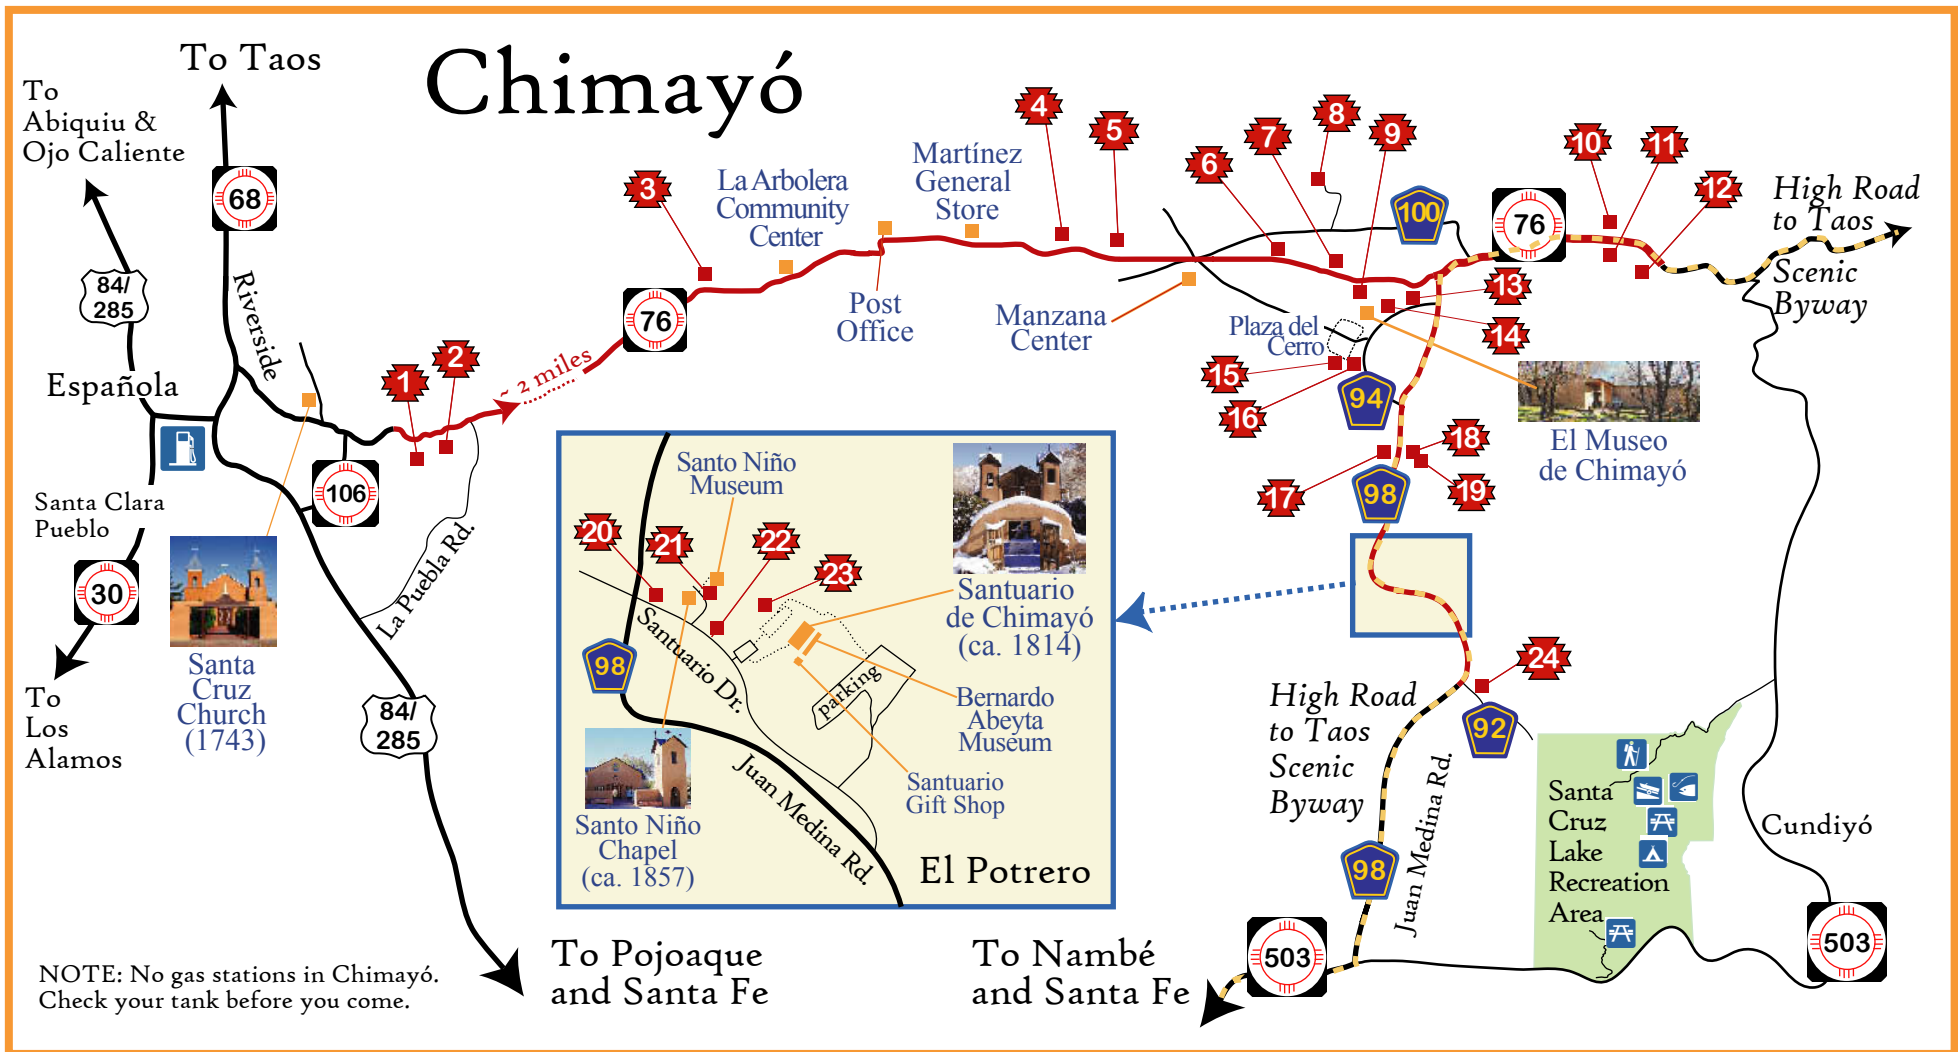 Chimayó
To Taos
To
Abiquiu &
Ojo Caliente
68
84/
285
Riverside
Española
1
2
~ 2 miles
76
3
La Arbolera
Community
Center
Martínez
General
Store
Post
Office
4
5
Manzana
Center
6
7
8
9
100
76
10
11
12
High Road
to Taos
Scenic
Byway
13
14
Plaza del
Cerro
15
16
94
El Museo
de Chimayó
17
18
19
98
106
Santa Clara
Pueblo
30
To
Los
Alamos
Santa
Cruz
Church
(1743)
La Puebla Rd.
84/
285
Santo Niño
Museum
20
21
22
23
Santuario
de Chimayó
(ca. 1814)
98
Santuario Dr.
parking
Bernardo
Abeyta
Museum
Santuario
Gift Shop
Santo Niño
Chapel
(ca. 1857)
Juan Medina Rd.
El Potrero
24
92
High Road
to Taos
Scenic
Byway
98
Juan Medina Rd.
Santa
Cruz
Lake
Recreation
Area
Cundiyó
503
503
To Pojoaque
and Santa Fe
To Nambé
and Santa Fe
NOTE: No gas stations in Chimayó.
Check your tank before you come.